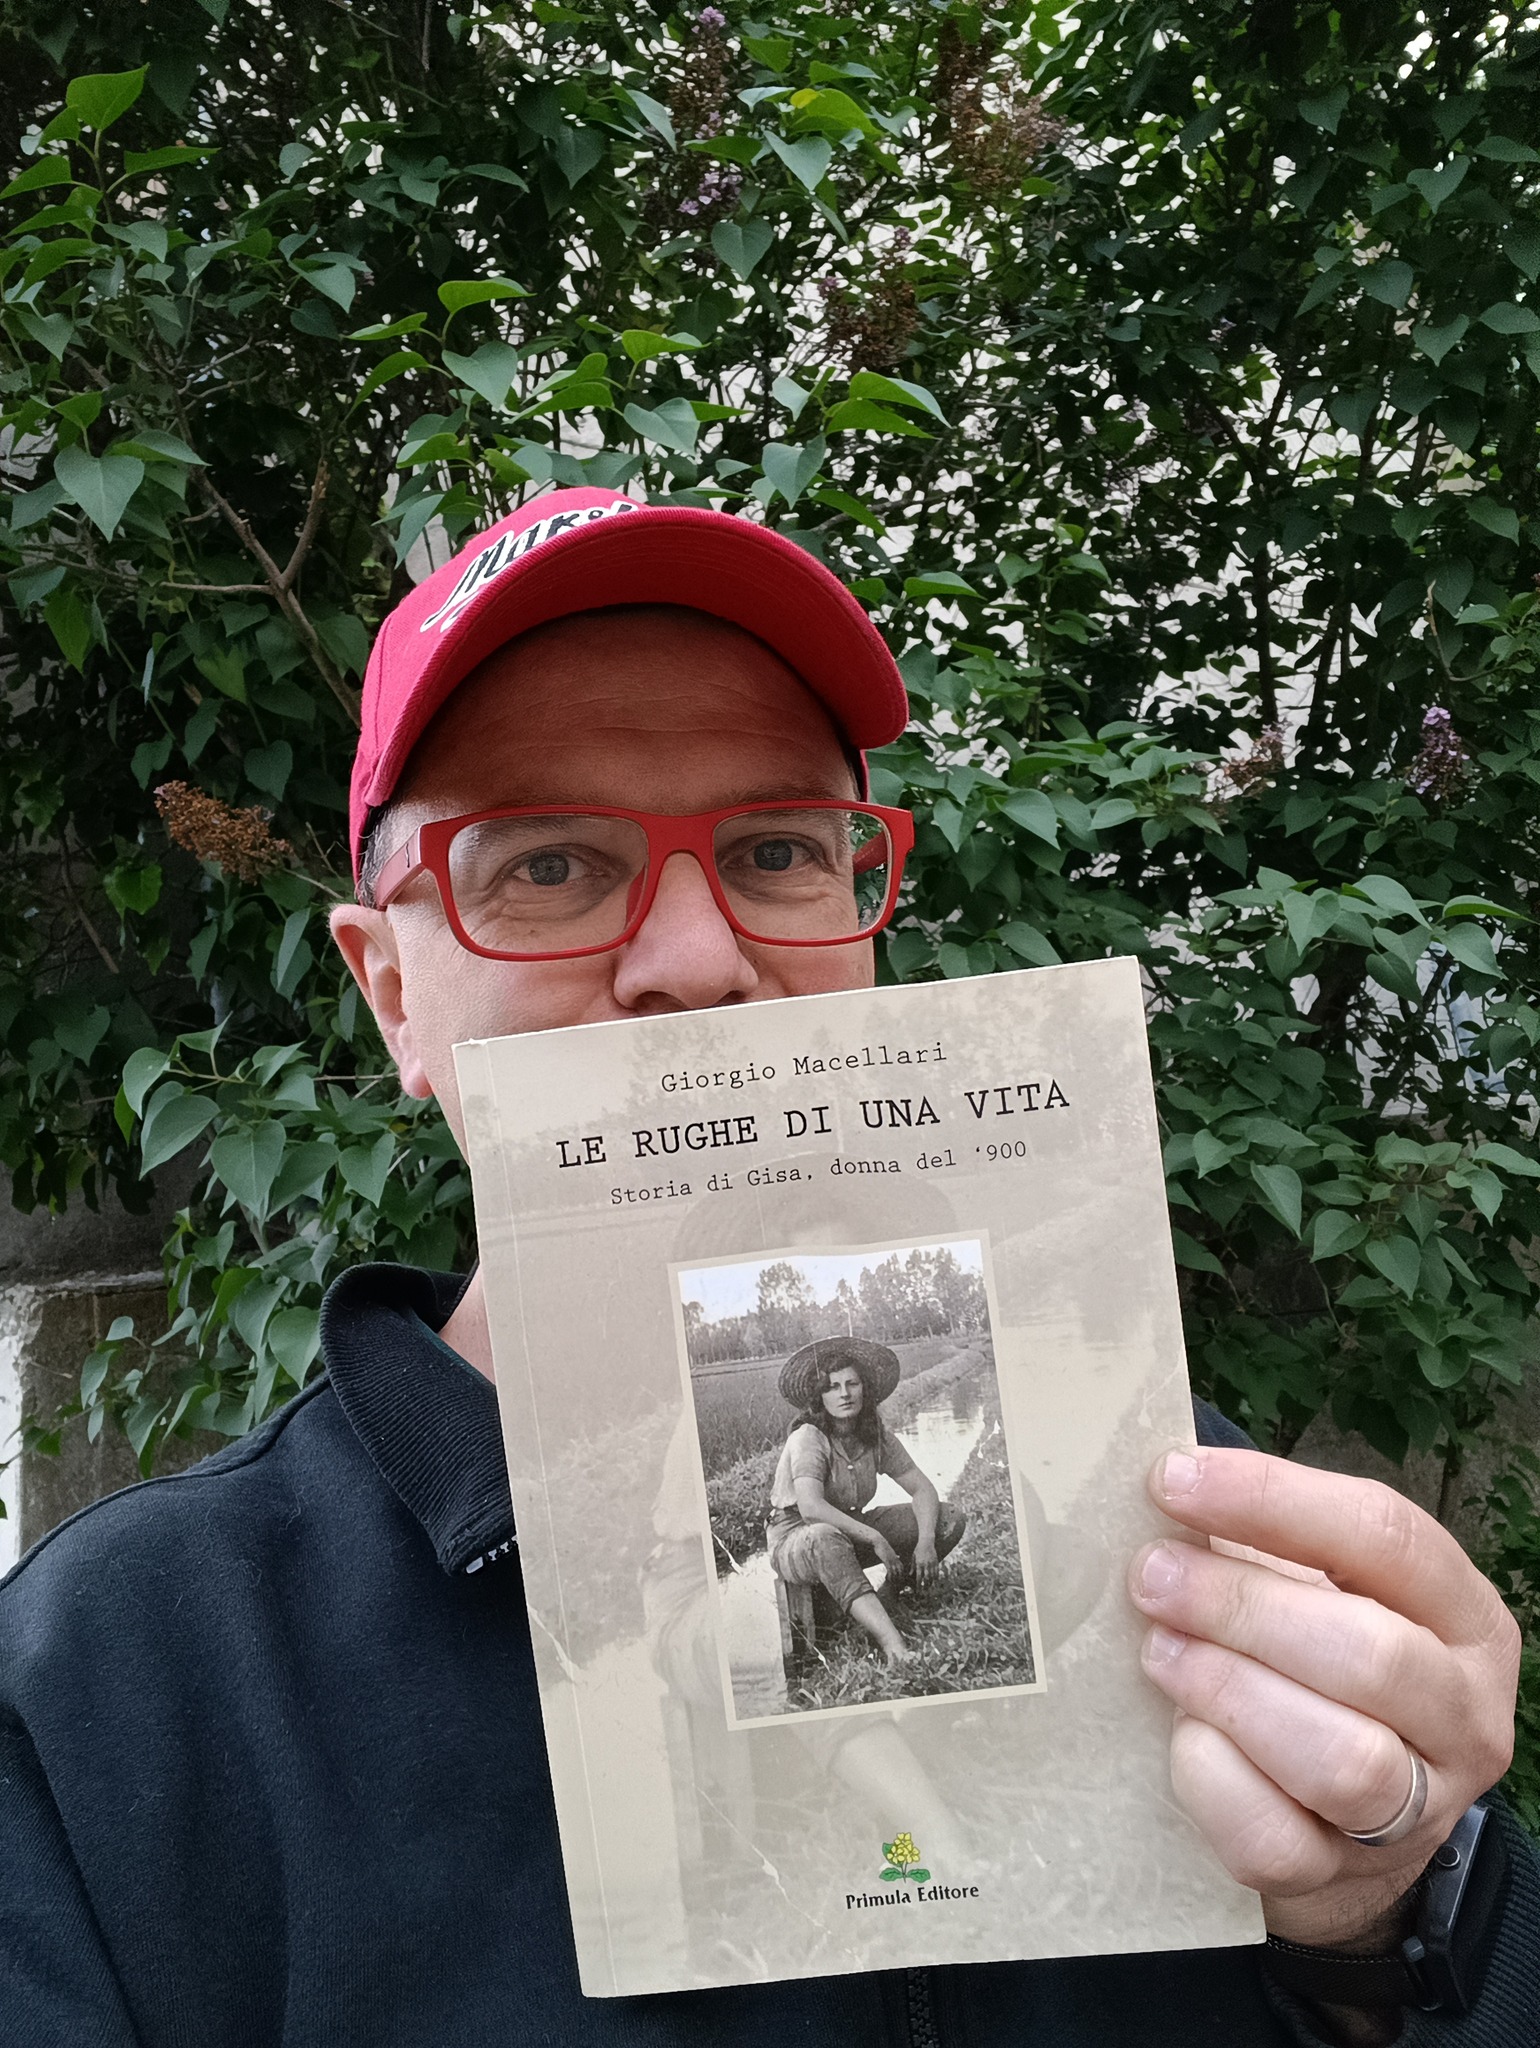 Giorgio Macellari
LE RUGHE DI UNA VITA
Storia di Gisa, donna del ‘900
Primula Editore